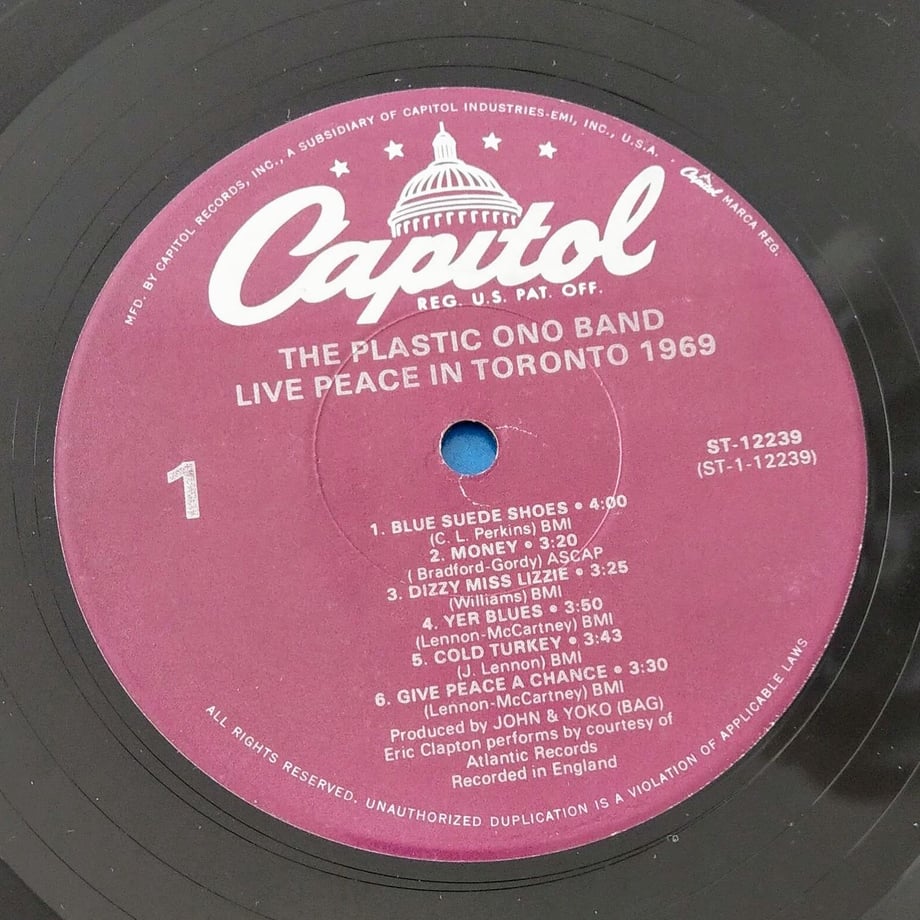 MFD. BY CAPITOL RECORDS, INC., A SUBSIDIARY OF CAPITOL INDUSTRIES-EMI, INC., U.S.A. . Capitol MARCA REG.
Capitol
REG. U.S. PAT. OFF.
THE PLASTIC ONO BAND
LIVE PEACE IN TORONTO 1969
ST-12239
(ST-1-12239)
1
1. BLUE SUEDE SHOES • 4:00
(C. L. Perkins) BMI
2. MONEY • 3:20
( Bradford-Gordy) ASCAP
3. DIZZY MISS LIZZIE • 3:25
(Williams) BMI
4. YER BLUES • 3:50
(Lennon-McCartney) BMI
5. COLD TURKEY • 3:43
(J. Lennon) BMI
6. GIVE PEACE A CHANCE • 3:30
(Lennon-McCartney) BMI
Produced by JOHN & YOKO (BAG)
Eric Clapton performs by courtesy of
Atlantic Records
Recorded in England
ALL RIGHTS RESERVED. UNAUTHORIZED DUPLICATION IS A VIOLATION OF APPLICABLE LAWS